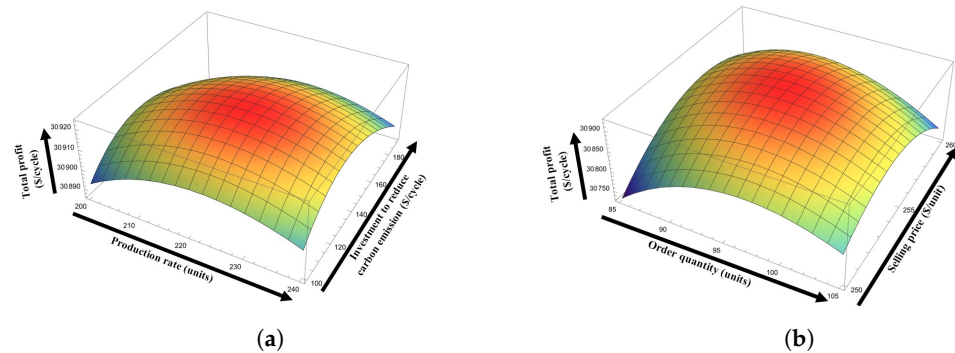 Total profit
($/cycle)
30 920
30 910
30 900
30 890
200
210
220
230
240
Production rate (units)
100
120
140
160
180
Investment to reduce
carbon emission ($/cycle)
(a)
Total profit
($/cycle)
30 900
30 850
30 800
30 750
85
90
95
100
105
Order quantity (units)
250
255
260
Selling price ($/unit)
(b)